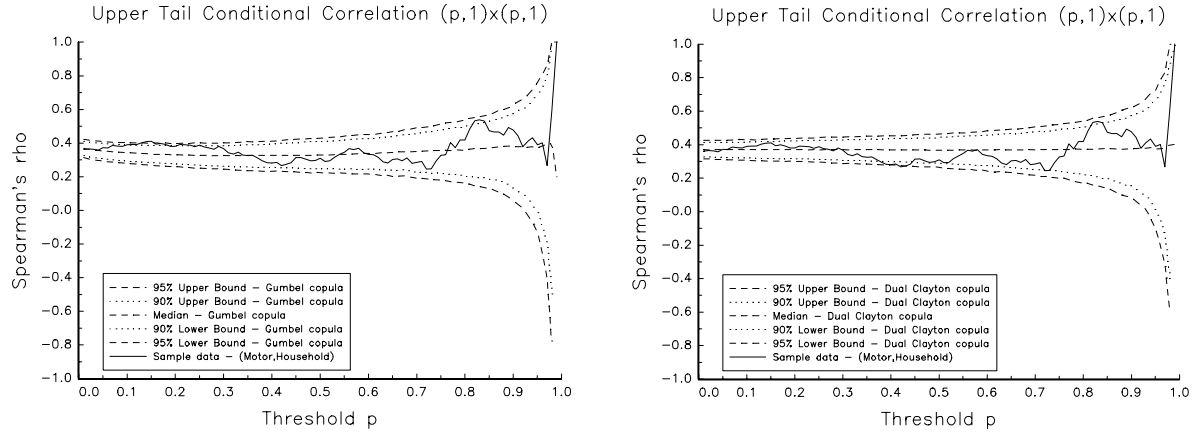 Upper Tail Conditional Correlation (p,1)x(p,1)
Spearman's rho
1.0
0.8
0.6
0.4
0.2
−0.0
−0.2
−0.4
−0.6
−0.8
−1.0
95% Upper Bound − Gumbel copula
90% Upper Bound − Gumbel copula
Median − Gumbel copula
90% Lower Bound − Gumbel copula
95% Lower Bound − Gumbel copula
Sample data − (Motor,Household)
0.0 0.1 0.2 0.3 0.4 0.5 0.6 0.7 0.8 0.9 1.0
Threshold p
Upper Tail Conditional Correlation (p,1)x(p,1)
Spearman's rho
1.0
0.8
0.6
0.4
0.2
−0.0
−0.2
−0.4
−0.6
−0.8
−1.0
95% Upper Bound − Dual Clayton copula
90% Upper Bound − Dual Clayton copula
Median − Dual Clayton copula
90% Lower Bound − Dual Clayton copula
95% Lower Bound − Dual Clayton copula
Sample data − (Motor,Household)
0.0 0.1 0.2 0.3 0.4 0.5 0.6 0.7 0.8 0.9 1.0
Threshold p